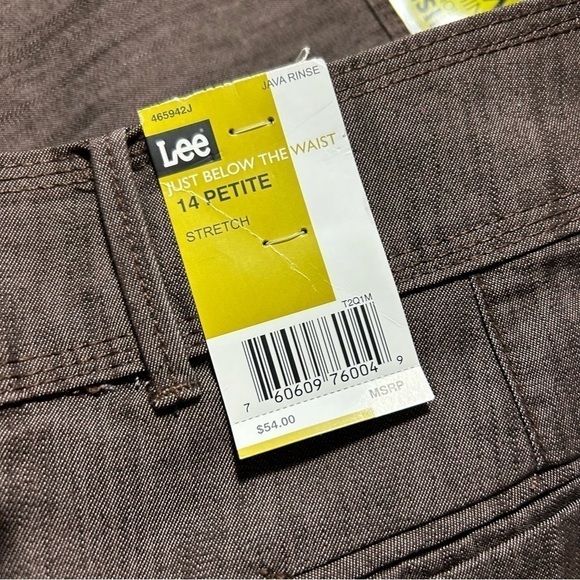 465942J
JAVA RINSE
Lee
JUST BELOW THE WAIST
14 PETITE
STRETCH
T2Q1M
7 60609 76004 9
MSRP
$54.00